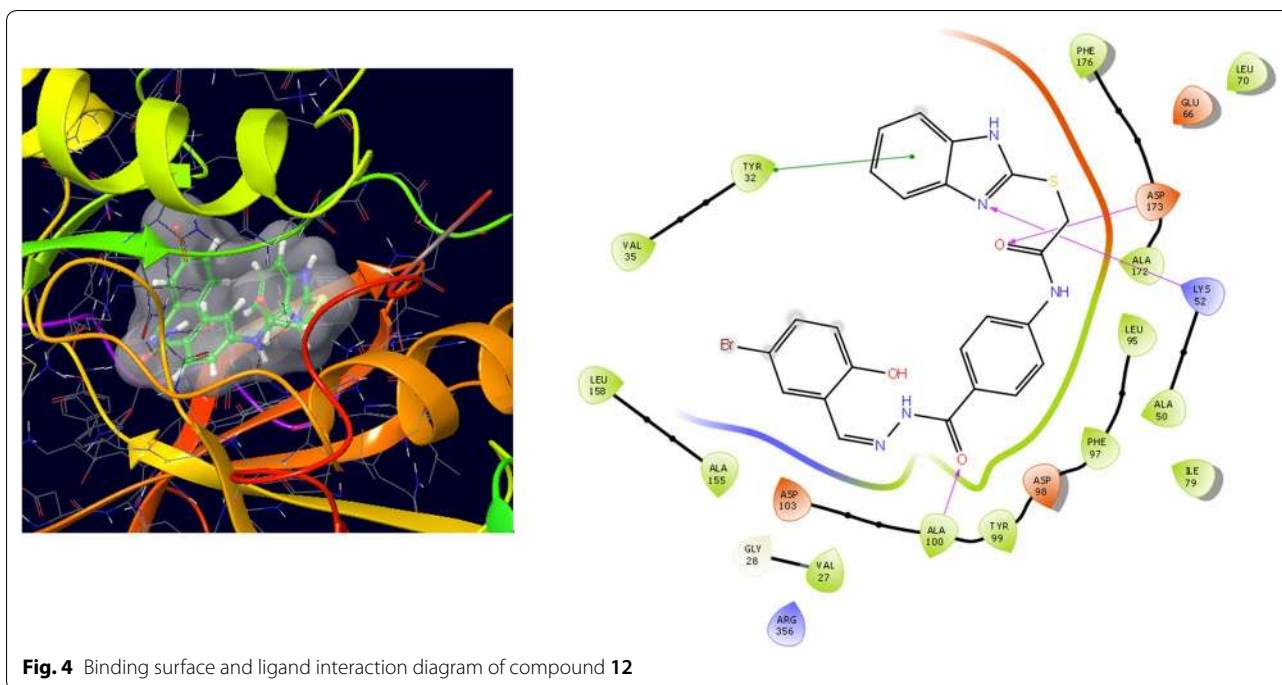 PHE
176
LEU
70
GLU
66
H
N
TYR
32
S
N
ASP
173
O
VAL
35
ALA
172
LYS
52
NH
Br
LEU
95
LEU
158
OH
H
N
N
ALA
50
PHE
97
O
ALA
155
ILE
79
ASP
98
ASP
103
ALA
100
TYR
99
GLY
28
VAL
27
ARG
356
Fig. 4 Binding surface and ligand interaction diagram of compound 12